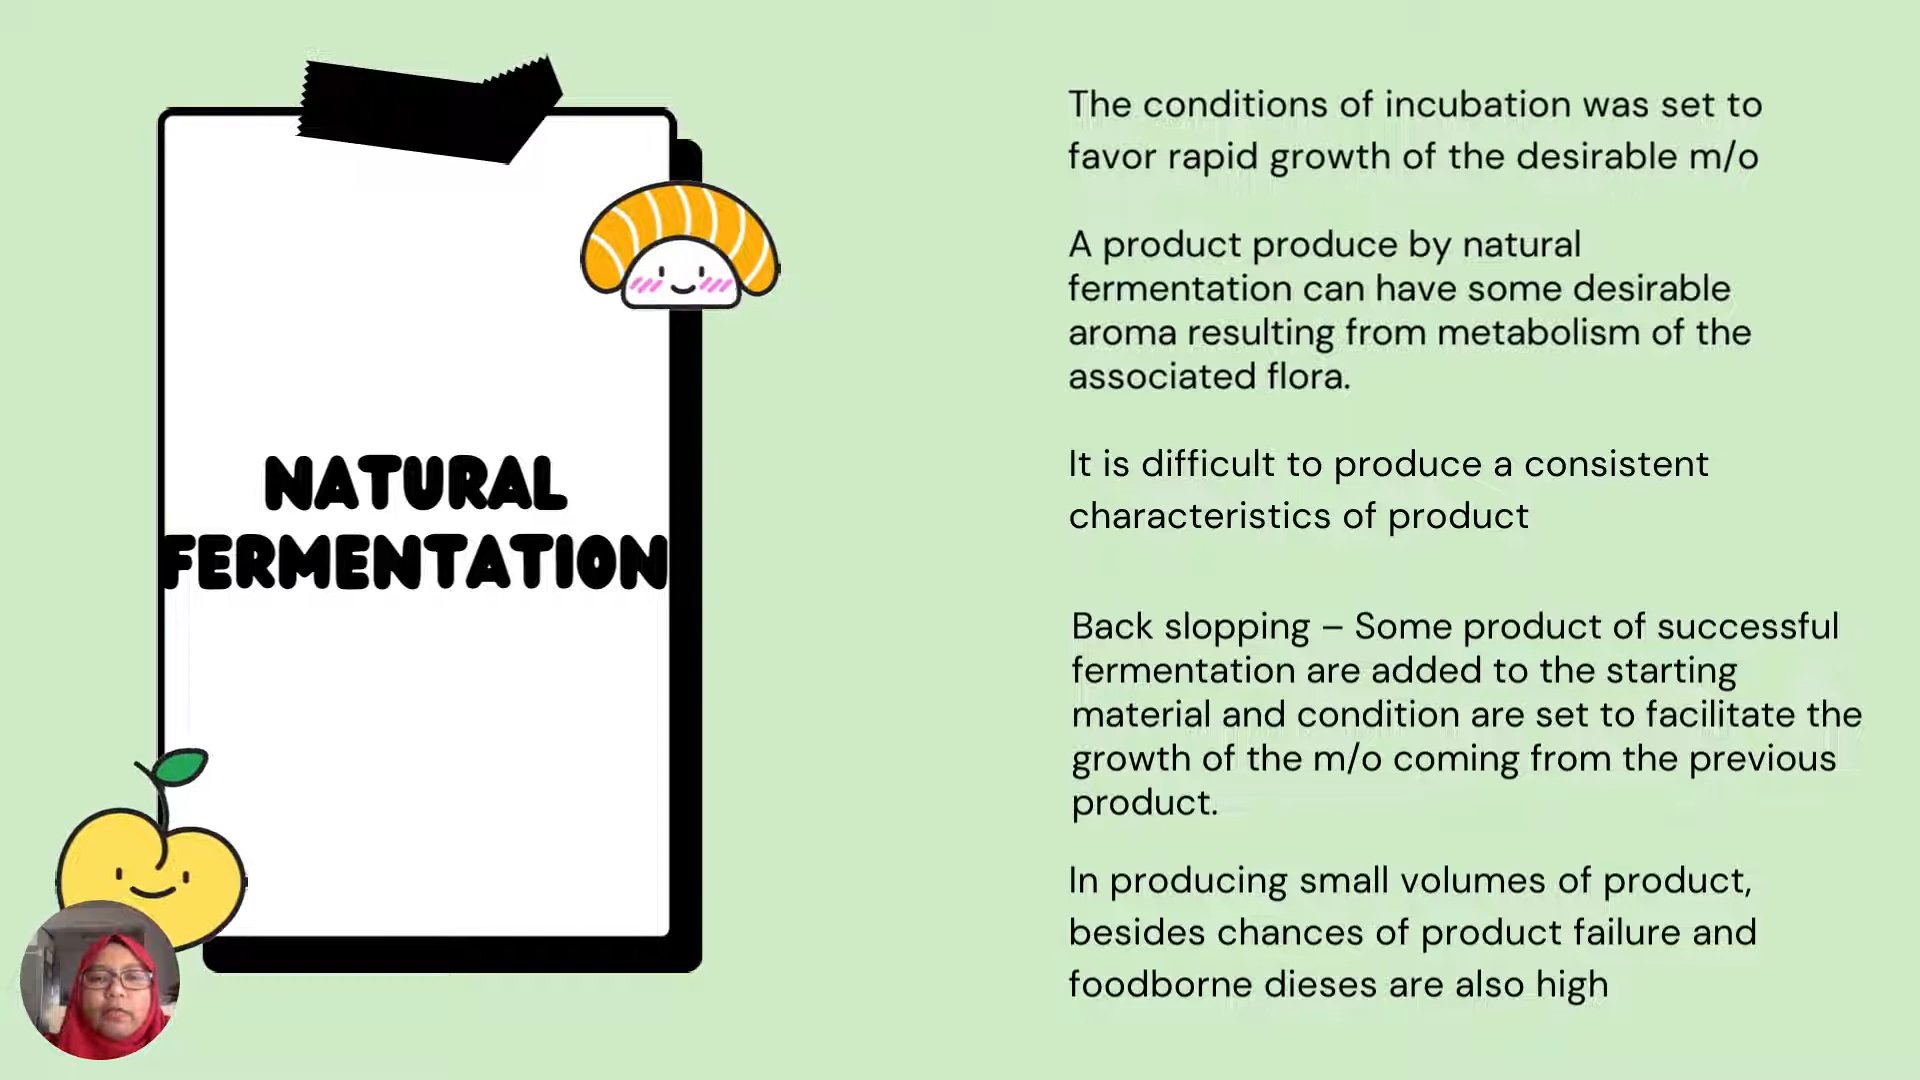 NATURAL
FERMENTATION
The conditions of incubation was set to
favor rapid growth of the desirable m/o
A product produce by natural
fermentation can have some desirable
aroma resulting from metabolism of the
associated flora.
It is difficult to produce a consistent
characteristics of product
Back slopping – Some product of successful
fermentation are added to the starting
material and condition are set to facilitate the
growth of the m/o coming from the previous
product.
In producing small volumes of product,
besides chances of product failure and
foodborne dieses are also high